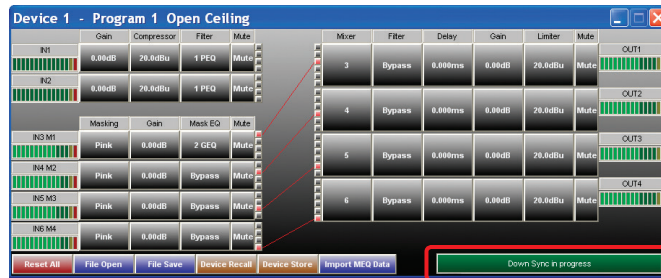 Device 1 - Program 1 Open Ceiling
Gain Compressor Filter Mute
IN1
0.00dB 20.0dBu 1 PEQ Mute
IN2
0.00dB 20.0dBu 1 PEQ Mute
Masking Gain Mask EQ Mute
IN3 M1
Pink 0.00dB 2 GEQ Mute
IN4 M2
Pink 0.00dB Bypass Mute
IN5 M3
Pink 0.00dB Bypass Mute
IN6 M4
Pink 0.00dB Bypass Mute
Mixer Filter Delay Gain Limiter Mute
OUT1
3 Bypass 0.000ms 0.00dB 20.0dBu Mute
OUT2
4 Bypass 0.000ms 0.00dB 20.0dBu Mute
OUT3
5 Bypass 0.000ms 0.00dB 20.0dBu Mute
OUT4
6 Bypass 0.000ms 0.00dB 20.0dBu Mute
Reset All File Open File Save Device Recall Device Store Import MEQ Data Down Sync in progress